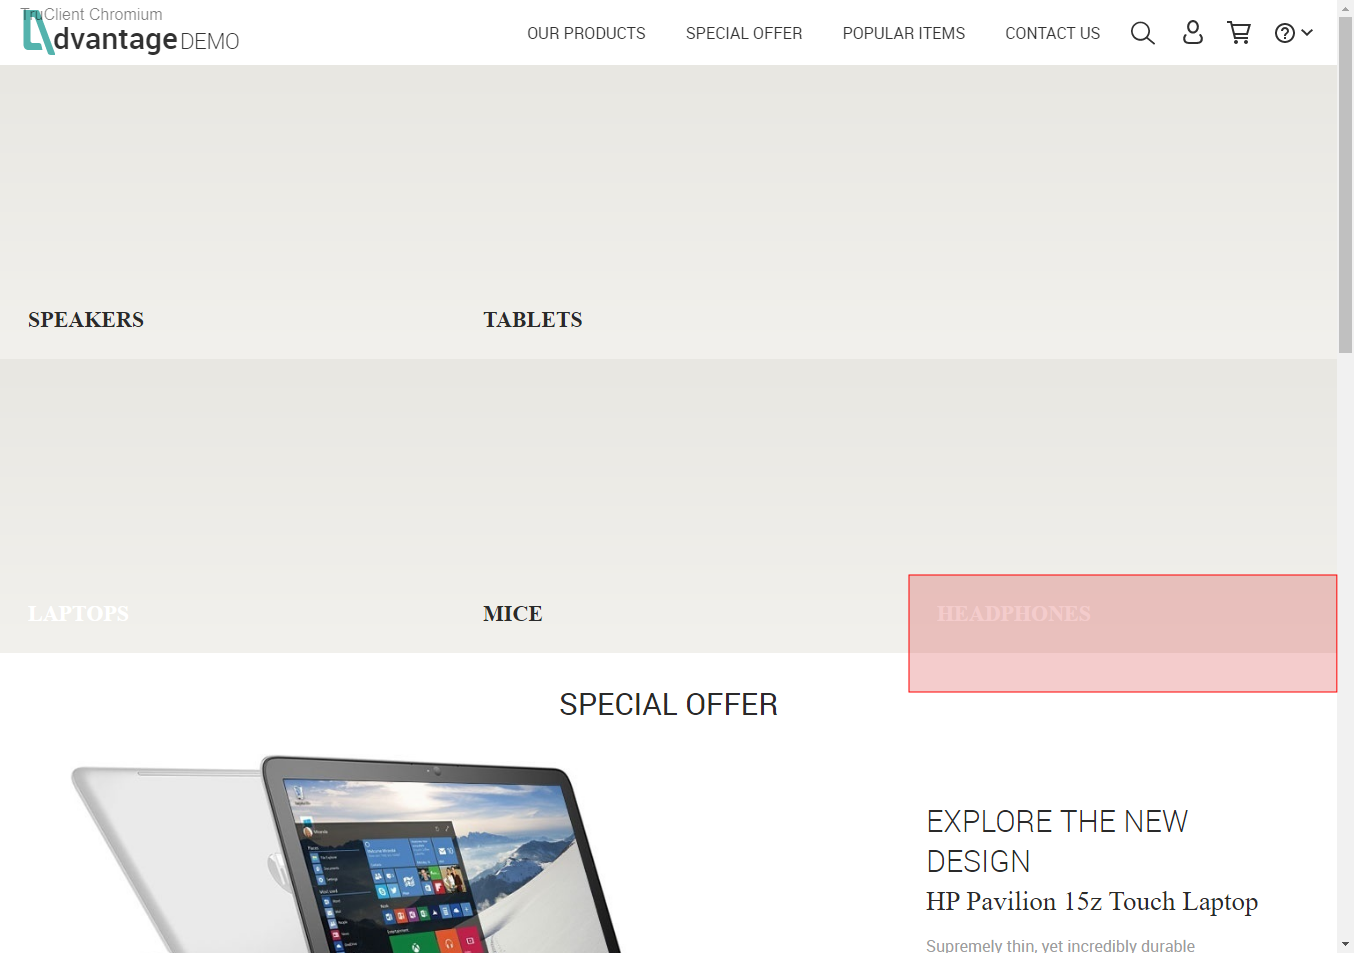 TruClient Chromium
dvantage DEMO
OUR PRODUCTS
SPECIAL OFFER
POPULAR ITEMS
CONTACT US
SPEAKERS
TABLETS
LAPTOPS
MICE
HEADPHONES
SPECIAL OFFER
EXPLORE THE NEW
DESIGN
HP Pavilion 15z Touch Laptop
Supremely thin, yet incredibly durable